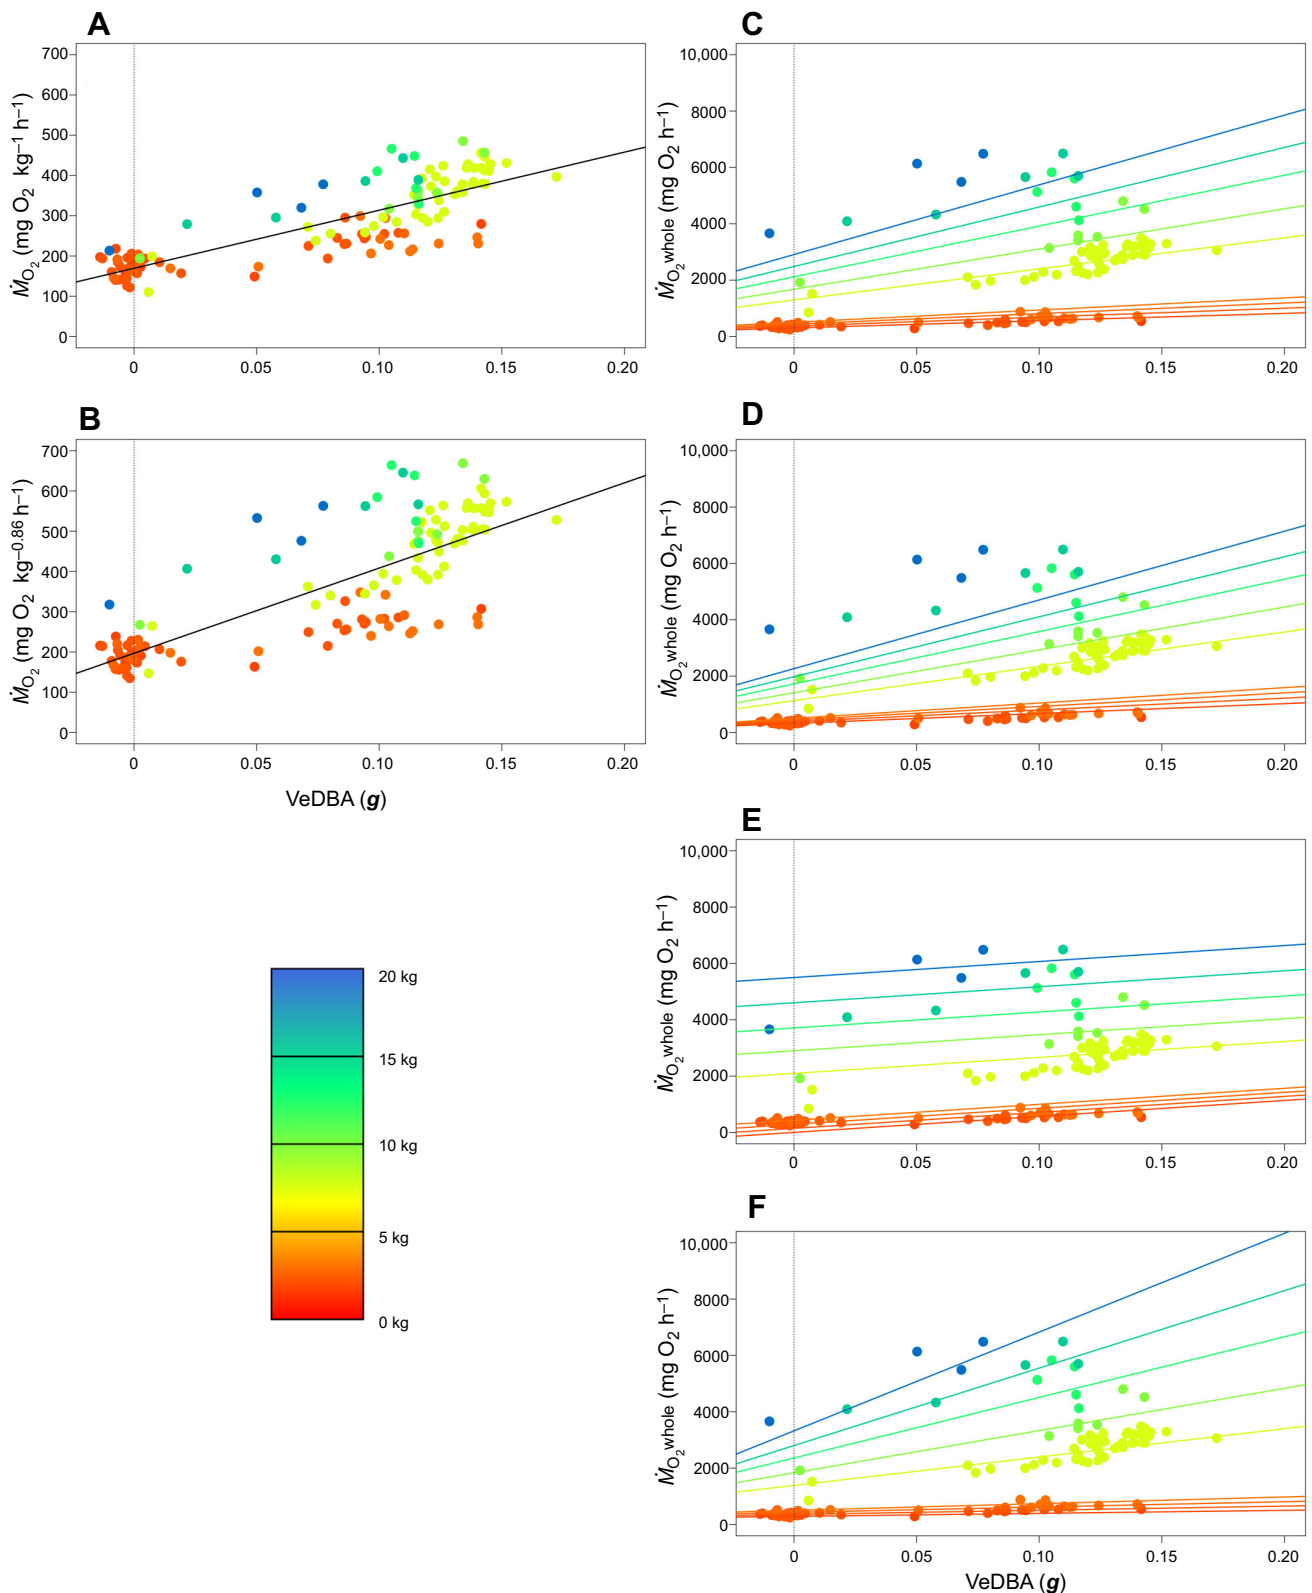 A
700
600
500
400
300
200
100
0
ṀO₂ (mg O₂ kg⁻¹ h⁻¹)
0 0.05 0.10 0.15 0.20
B
700
600
500
400
300
200
100
0
ṀO₂ (mg O₂ kg⁻⁰·⁸⁶ h⁻¹)
0 0.05 0.10 0.15 0.20
VeDBA (g)
20 kg
15 kg
10 kg
5 kg
0 kg
C
10,000
8000
6000
4000
2000
0
ṀO₂whole (mg O₂ h⁻¹)
0 0.05 0.10 0.15 0.20
D
10,000
8000
6000
4000
2000
0
ṀO₂whole (mg O₂ h⁻¹)
0 0.05 0.10 0.15 0.20
E
10,000
8000
6000
4000
2000
0
ṀO₂whole (mg O₂ h⁻¹)
0 0.05 0.10 0.15 0.20
F
10,000
8000
6000
4000
2000
0
ṀO₂whole (mg O₂ h⁻¹)
0 0.05 0.10 0.15 0.20
VeDBA (g)